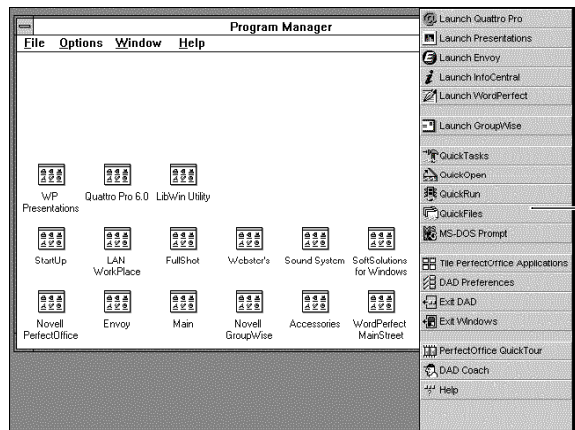 Program Manager
File Options Window Help
WP Presentations
Quattro Pro 6.0
LibWin Utility
StartUp
LAN WorkPlace
FullShot
Webster's
Sound System
SoftSolutions for Windows
Novell PerfectOffice
Envoy
Main
Novell GroupWise
Accessories
WordPerfect MainStreet
Launch Quattro Pro
Launch Presentations
Launch Envoy
Launch InfoCentral
Launch WordPerfect
Launch GroupWise
QuickTasks
QuickOpen
QuickRun
QuickFiles
MS-DOS Prompt
Tile PerfectOffice Applications
DAD Preferences
Exit DAD
Exit Windows
PerfectOffice QuickTour
DAD Coach
Help